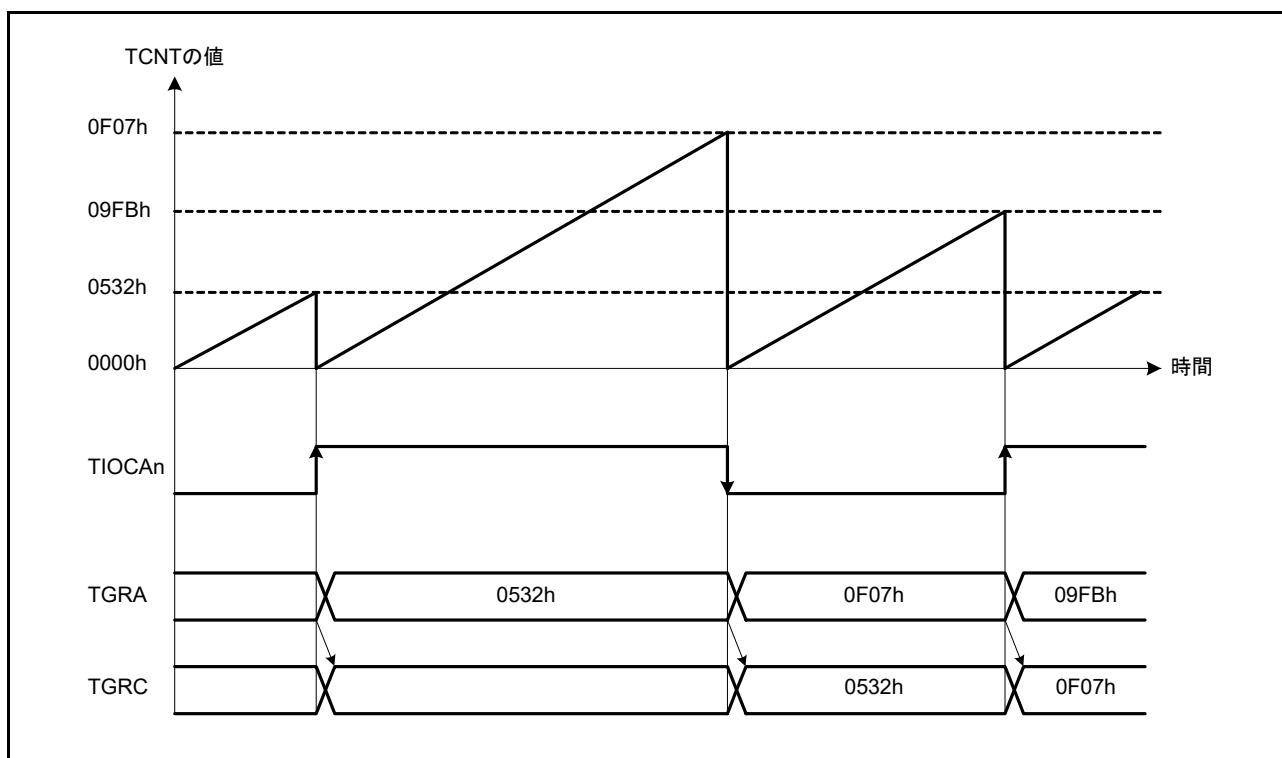 TCNTの値
0F07h
09FBh
0532h
0000h
時間
TIOCAn
TGRA 0532h 0F07h 09FBh
TGRC 0532h 0F07h